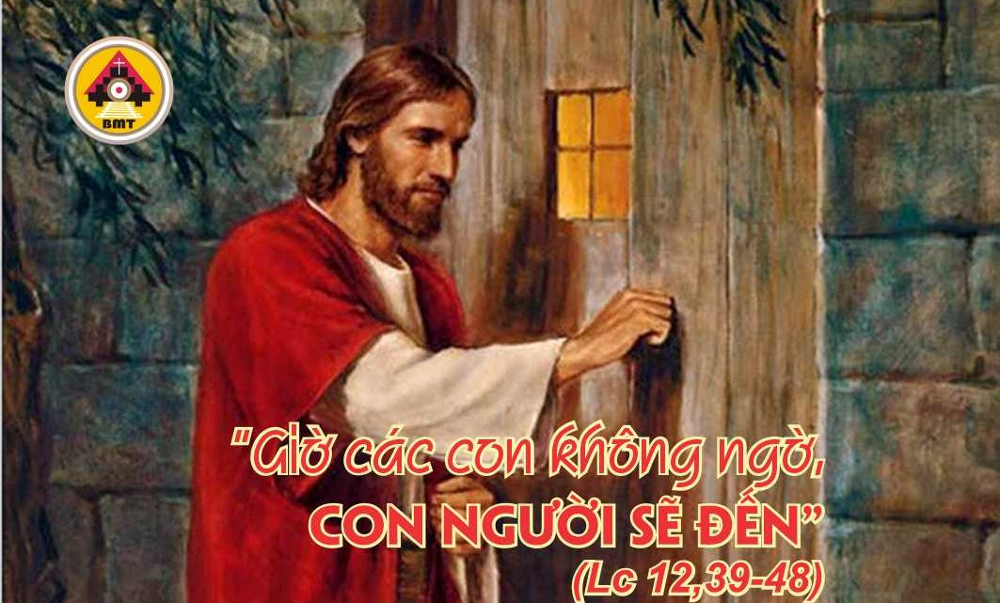 BMT
"Giờ các con không ngờ,
CON NGƯỜI SẼ ĐẾN"
(Lc 12,39-48)